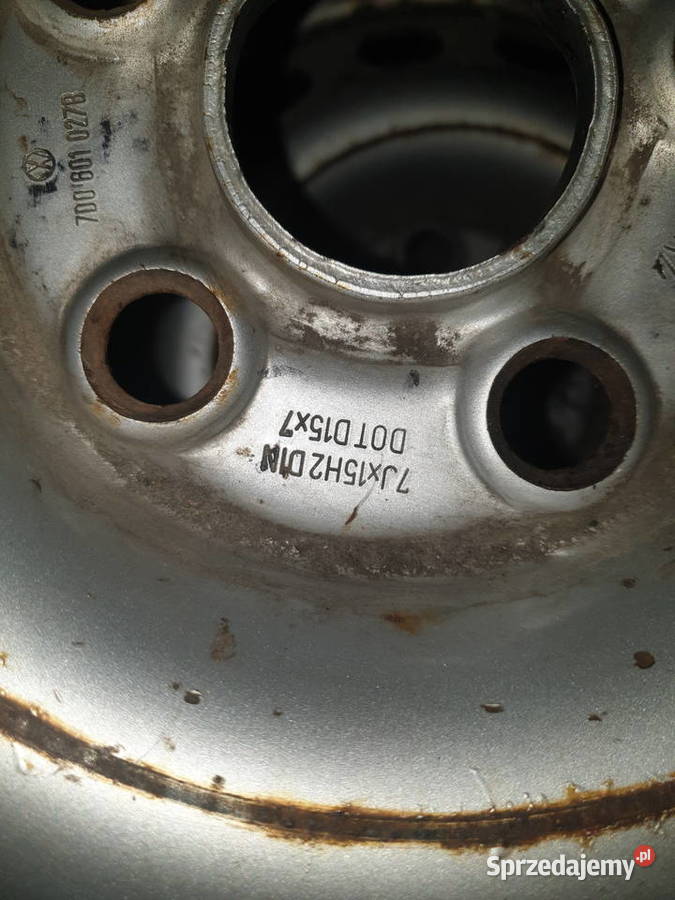 7D0'601 027B
7Jx15H2 DIN
DOT D15x7
Sprzedajemy.pl